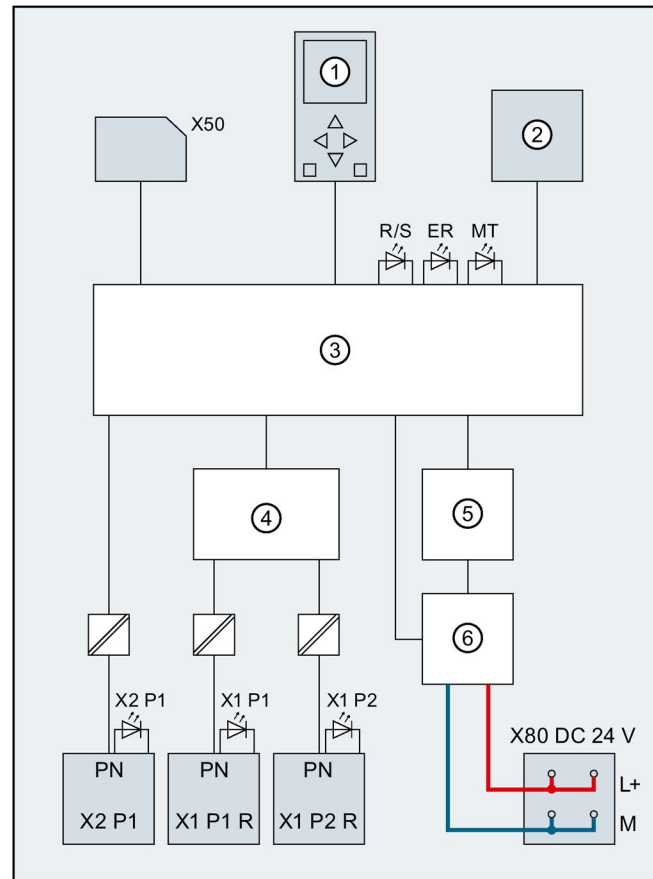 ①
X50
②
R/S ER MT
③
④
⑤
⑥
X2 P1 X1 P1 X1 P2
X80 DC 24 V
PN PN PN
L+
X2 P1 X1 P1 R X1 P2 R
M